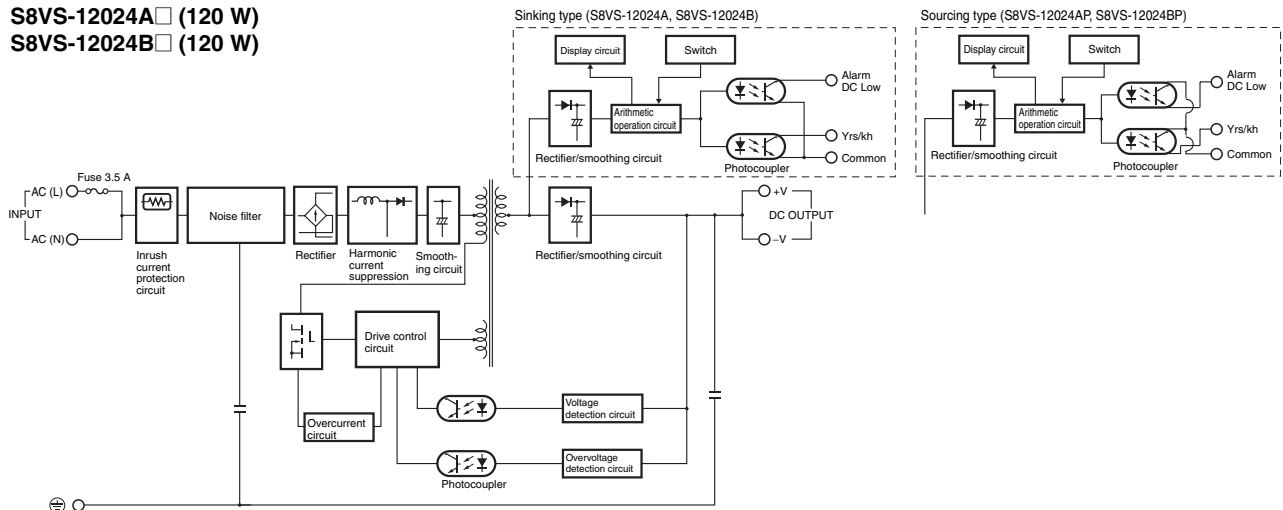 S8VS-12024A□ (120 W)
S8VS-12024B□ (120 W)
Sinking type (S8VS-12024A, S8VS-12024B)
Display circuit
Switch
Alarm
DC Low
Arithmetic
operation circuit
Yrs/kh
Rectifier/smoothing circuit
Photocoupler
Common
Sourcing type (S8VS-12024AP, S8VS-12024BP)
Display circuit
Switch
Alarm
DC Low
Arithmetic
operation circuit
Yrs/kh
Rectifier/smoothing circuit
Photocoupler
Common
Fuse 3.5 A
AC (L)
INPUT
AC (N)
Noise filter
Inrush
current
protection
circuit
Rectifier
Harmonic
current
suppression
Smooth-
ing circuit
Rectifier/smoothing circuit
+V
DC OUTPUT
−V
Drive control
circuit
Overcurrent
circuit
Voltage
detection circuit
Overvoltage
detection circuit
Photocoupler